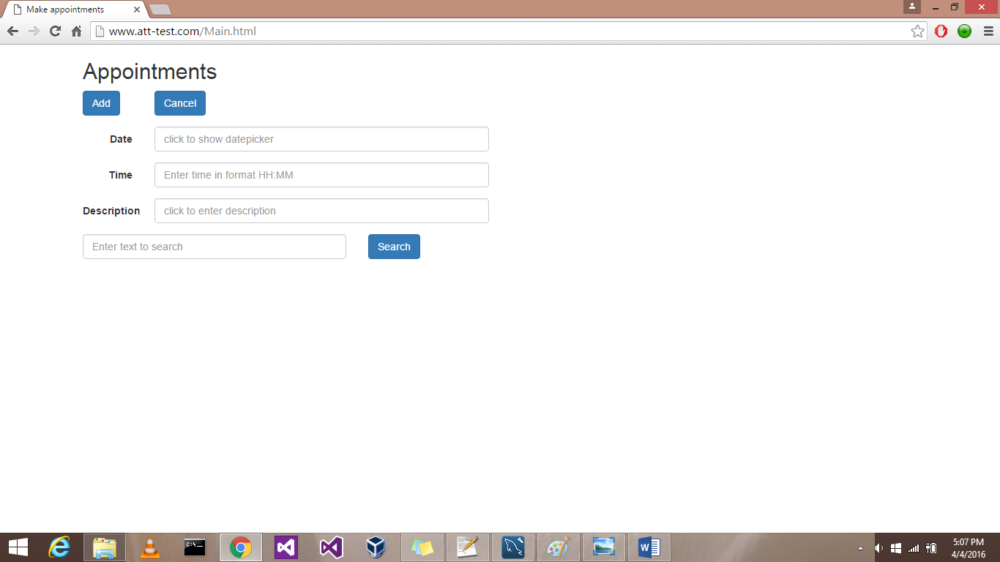 Make appointments
www.att-test.com/Main.html
Appointments
Add Cancel
Date click to show datepicker
Time Enter time in format HH:MM
Description click to enter description
Enter text to search Search
C:\
5:07 PM
4/4/2016